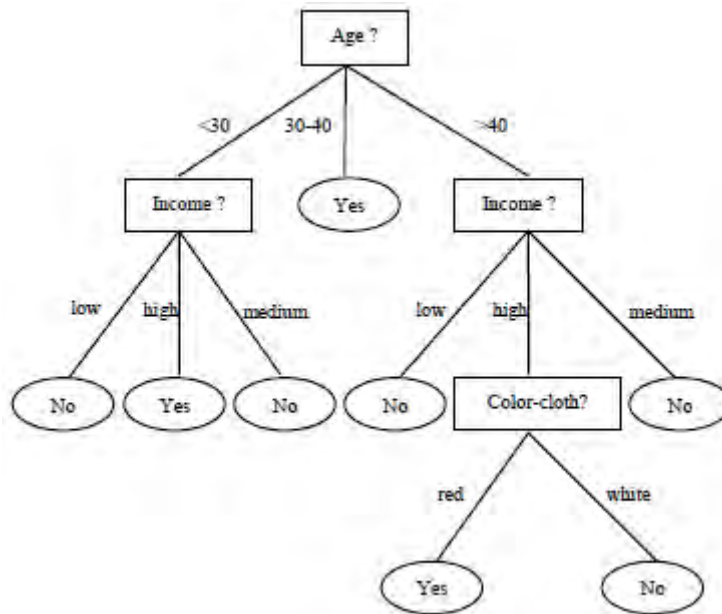 Age ?
<30
30-40
>40
Income ?
Yes
Income ?
low
high
medium
low
high
medium
No
Yes
No
No
Color-cloth?
No
red
white
Yes
No